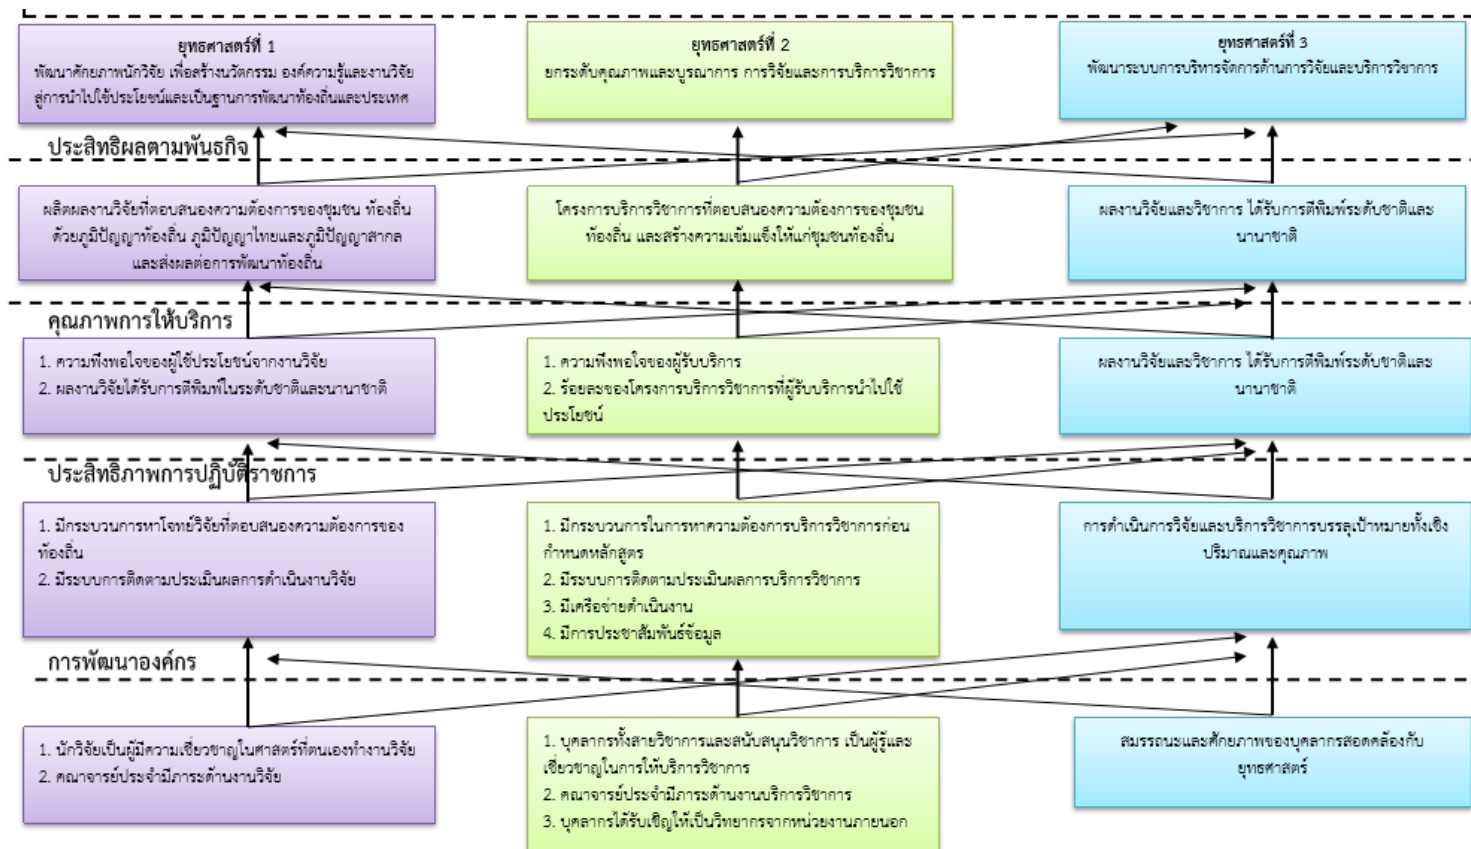 ยุทธศาสตร์ที่ 1
พัฒนาศักยภาพนักวิจัย เพื่อสร้างนวัตกรรม องค์ความรู้และงานวิจัย
สู่การนำไปใช้ประโยชน์และเป็นฐานการพัฒนาท้องถิ่นและประเทศ
ยุทธศาสตร์ที่ 2
ยกระดับคุณภาพและบูรณาการ การวิจัยและการบริการวิชาการ
ยุทธศาสตร์ที่ 3
พัฒนาระบบการบริหารจัดการด้านการวิจัยและบริการวิชาการ
ประสิทธิผลตามพันธกิจ
ผลิตผลงานวิจัยที่ตอบสนองความต้องการของชุมชน ท้องถิ่น
ด้วยภูมิปัญญาท้องถิ่น ภูมิปัญญาไทยและภูมิปัญญาสากล
และส่งผลต่อการพัฒนาท้องถิ่น
โครงการบริการวิชาการที่ตอบสนองความต้องการของชุมชน
ท้องถิ่น และสร้างความเข้มแข็งให้แก่ชุมชนท้องถิ่น
ผลงานวิจัยและวิชาการ ได้รับการตีพิมพ์ระดับชาติและ
นานาชาติ
คุณภาพการให้บริการ
1. ความพึงพอใจของผู้ใช้ประโยชน์จากงานวิจัย
2. ผลงานวิจัยได้รับการตีพิมพ์ในระดับชาติและนานาชาติ
1. ความพึงพอใจของผู้รับบริการ
2. ร้อยละของโครงการบริการวิชาการที่ผู้รับบริการนำไปใช้
ประโยชน์
ผลงานวิจัยและวิชาการ ได้รับการตีพิมพ์ระดับชาติและ
นานาชาติ
ประสิทธิภาพการปฏิบัติราชการ
1. มีกระบวนการหาโจทย์วิจัยที่ตอบสนองความต้องการของ
ท้องถิ่น
2. มีระบบการติดตามประเมินผลการดำเนินงานวิจัย
1. มีกระบวนการในการหาความต้องการบริการวิชาการก่อน
กำหนดหลักสูตร
2. มีระบบการติดตามประเมินผลการบริการวิชาการ
3. มีเครือข่ายดำเนินงาน
4. มีการประชาสัมพันธ์ข้อมูล
การดำเนินการวิจัยและบริการวิชาการบรรลุเป้าหมายทั้งเชิง
ปริมาณและคุณภาพ
การพัฒนาองค์กร
1. นักวิจัยเป็นผู้มีความเชี่ยวชาญในศาสตร์ที่ตนเองทำงานวิจัย
2. คณาจารย์ประจำมีภาระด้านงานวิจัย
1. บุคลากรทั้งสายวิชาการและสนับสนุนวิชาการ เป็นผู้รู้และ
เชี่ยวชาญในการให้บริการวิชาการ
2. คณาจารย์ประจำมีภาระด้านงานบริการวิชาการ
3. บุคลากรได้รับเชิญให้เป็นวิทยากรจากหน่วยงานภายนอก
สมรรถนะและศักยภาพของบุคลากรสอดคล้องกับ
ยุทธศาสตร์